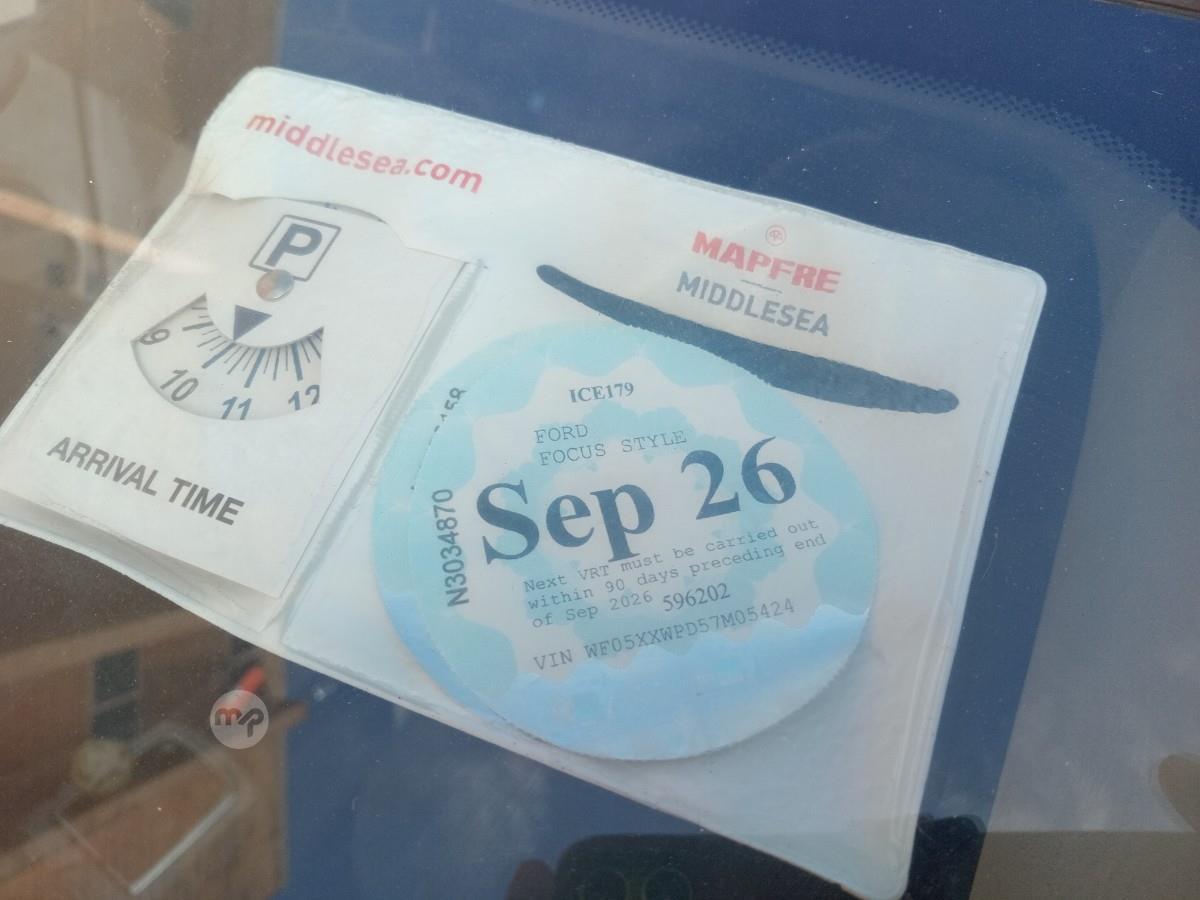 middlesea.com
P
9
10
11
12
ARRIVAL TIME
MAPFRE
MIDDLESEA
ICE179
FORD
FOCUS STYLE
Sep 26
Next VRT must be carried out
within 90 days preceding end
of Sep 2026 596202
VIN WF05XXWPD57M05424
N3034870
mp